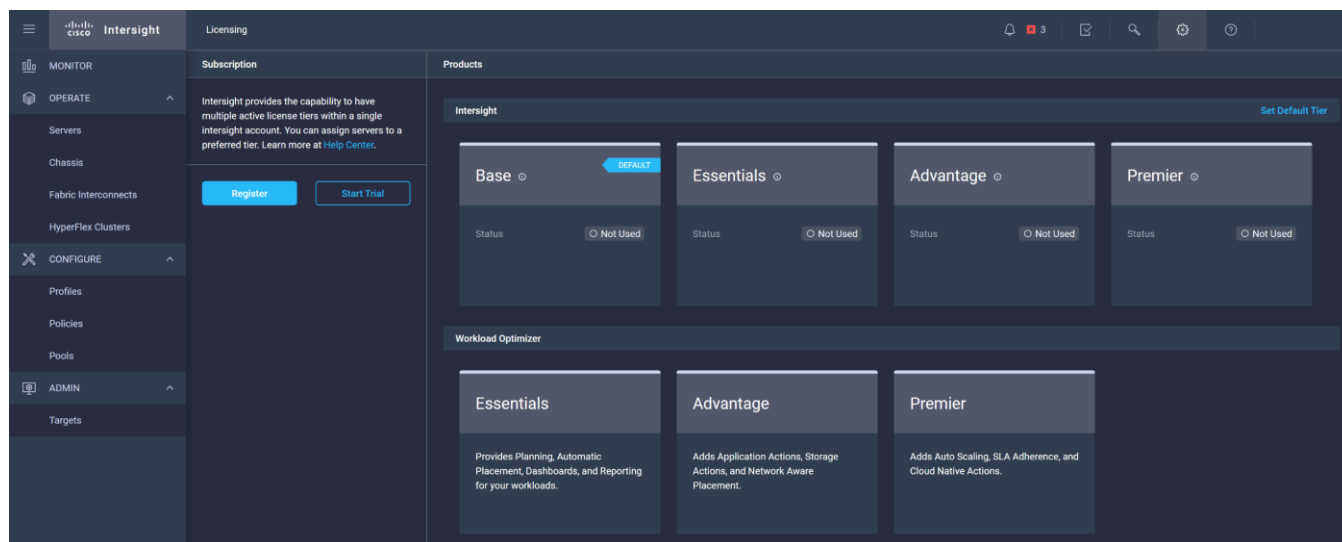 CISCO Intersight
Licensing
3
MONITOR
OPERATE
Servers
Chassis
Fabric Interconnects
HyperFlex Clusters
CONFIGURE
Profiles
Policies
Pools
ADMIN
Targets
Subscription
Intersight provides the capability to have
multiple active license tiers within a single
intersight account. You can assign servers to a
preferred tier. Learn more at Help Center.
Register
Start Trial
Products
Intersight
Set Default Tier
Base
DEFAULT
Status
Not Used
Essentials
Status
Not Used
Advantage
Status
Not Used
Premier
Status
Not Used
Workload Optimizer
Essentials
Provides Planning, Automatic
Placement, Dashboards, and Reporting
for your workloads.
Advantage
Adds Application Actions, Storage
Actions, and Network Aware
Placement.
Premier
Adds Auto Scaling, SLA Adherence, and
Cloud Native Actions.